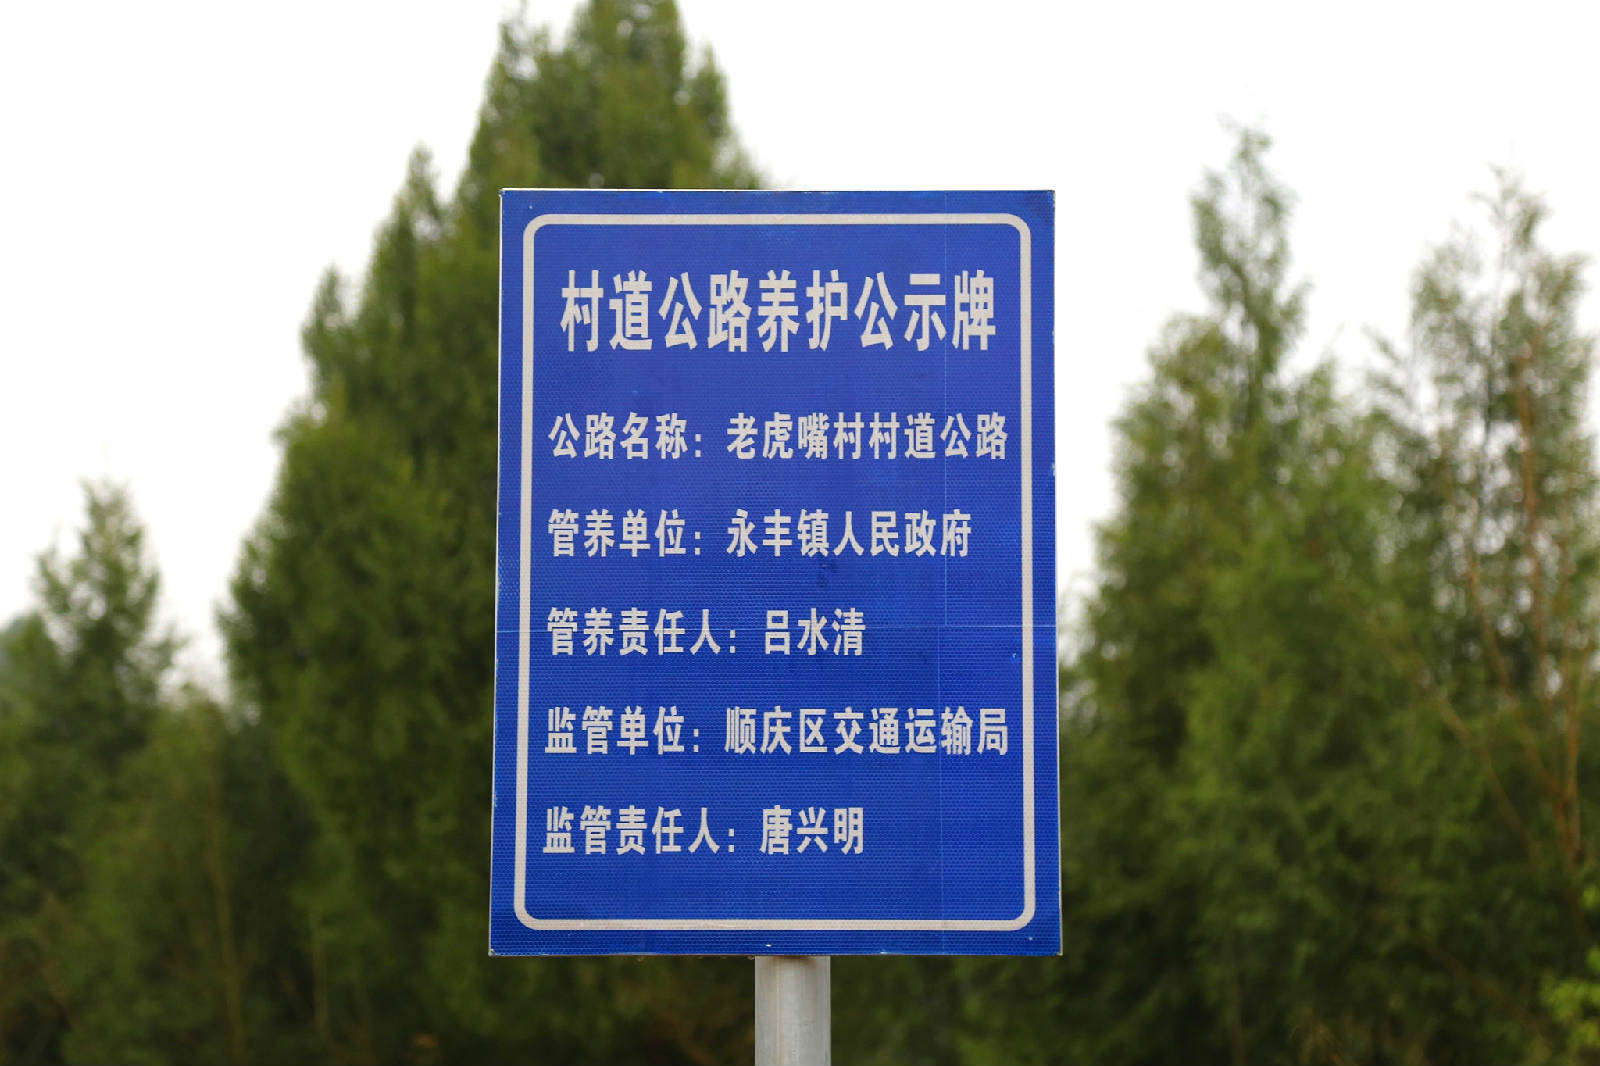 村道公路养护公示牌
公路名称：老虎嘴村村道公路
管养单位：永丰镇人民政府
管养责任人：吕水清
监管单位：顺庆区交通运输局
监管责任人：唐兴明